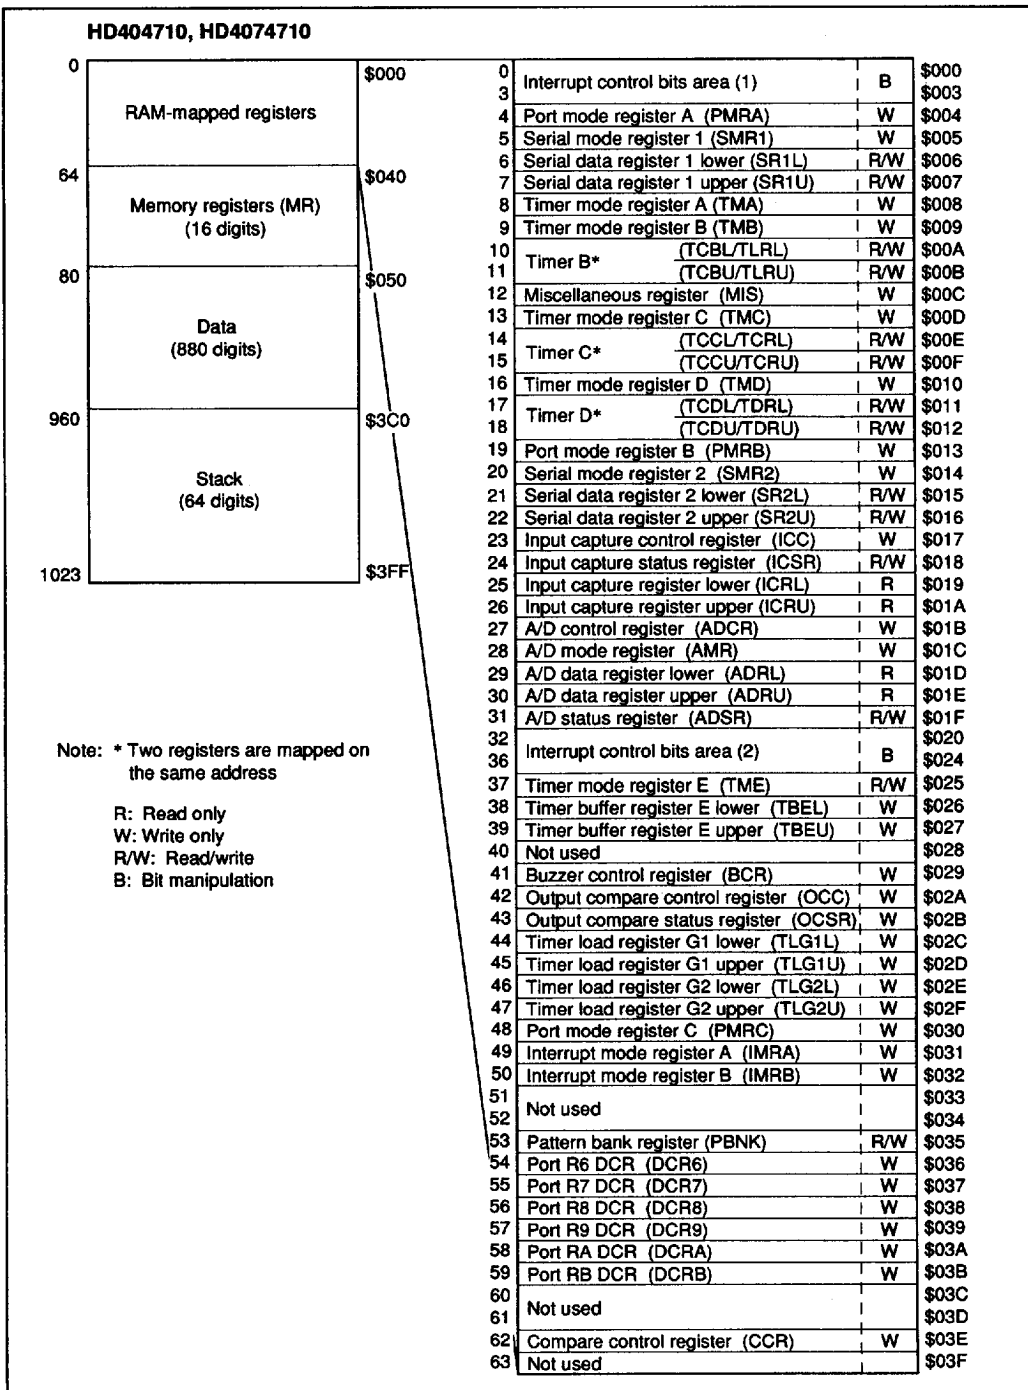 HD404710, HD4074710
0
$000
RAM-mapped registers
64
$040
Memory registers (MR)
(16 digits)
80
$050
Data
(880 digits)
960
$3C0
Stack
(64 digits)
1023
$3FF
Note: * Two registers are mapped on
the same address
R: Read only
W: Write only
R/W: Read/write
B: Bit manipulation
0 $000
Interrupt control bits area (1) B
3 $003
4 Port mode register A (PMRA) W $004
5 Serial mode register 1 (SMR1) W $005
6 Serial data register 1 lower (SR1L) R/W $006
7 Serial data register 1 upper (SR1U) R/W $007
8 Timer mode register A (TMA) W $008
9 Timer mode register B (TMB) W $009
10 (TCBL/TLRL) R/W $00A
Timer B*
11 (TCBU/TLRU) R/W $00B
12 Miscellaneous register (MIS) W $00C
13 Timer mode register C (TMC) W $00D
14 (TCCL/TCRL) R/W $00E
Timer C*
15 (TCCU/TCRU) R/W $00F
16 Timer mode register D (TMD) W $010
17 (TCDL/TDRL) R/W $011
Timer D*
18 (TCDU/TDRU) R/W $012
19 Port mode register B (PMRB) W $013
20 Serial mode register 2 (SMR2) W $014
21 Serial data register 2 lower (SR2L) R/W $015
22 Serial data register 2 upper (SR2U) R/W $016
23 Input capture control register (ICC) W $017
24 Input capture status register (ICSR) R/W $018
25 Input capture register lower (ICRL) R $019
26 Input capture register upper (ICRU) R $01A
27 A/D control register (ADCR) W $01B
28 A/D mode register (AMR) W $01C
29 A/D data register lower (ADRL) R $01D
30 A/D data register upper (ADRU) R $01E
31 A/D status register (ADSR) R/W $01F
32 $020
Interrupt control bits area (2) B
36 $024
37 Timer mode register E (TME) R/W $025
38 Timer buffer register E lower (TBEL) W $026
39 Timer buffer register E upper (TBEU) W $027
40 Not used $028
41 Buzzer control register (BCR) W $029
42 Output compare control register (OCC) W $02A
43 Output compare status register (OCSR) W $02B
44 Timer load register G1 lower (TLG1L) W $02C
45 Timer load register G1 upper (TLG1U) W $02D
46 Timer load register G2 lower (TLG2L) W $02E
47 Timer load register G2 upper (TLG2U) W $02F
48 Port mode register C (PMRC) W $030
49 Interrupt mode register A (IMRA) W $031
50 Interrupt mode register B (IMRB) W $032
51 $033
Not used
52 $034
53 Pattern bank register (PBNK) R/W $035
54 Port R6 DCR (DCR6) W $036
55 Port R7 DCR (DCR7) W $037
56 Port R8 DCR (DCR8) W $038
57 Port R9 DCR (DCR9) W $039
58 Port RA DCR (DCRA) W $03A
59 Port RB DCR (DCRB) W $03B
60 $03C
Not used
61 $03D
62 Compare control register (CCR) W $03E
63 Not used $03F